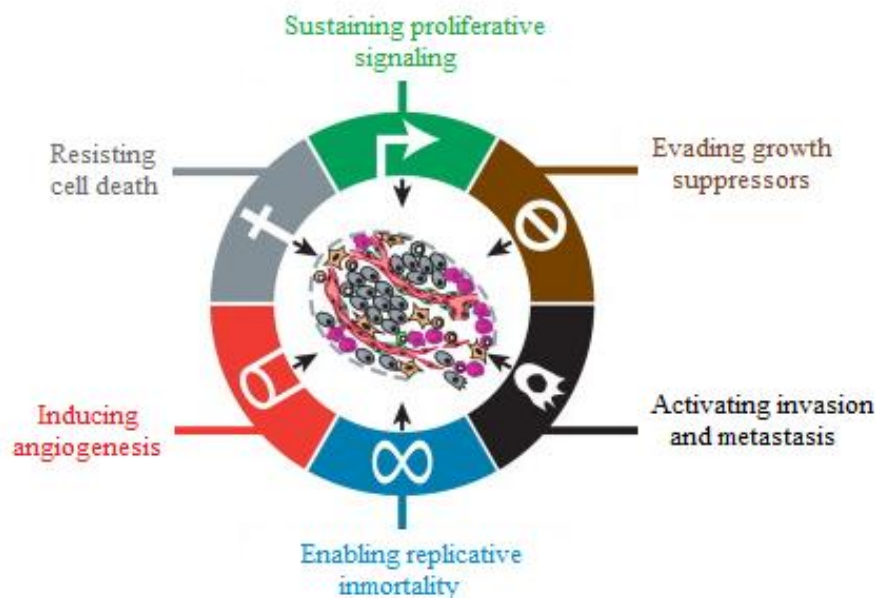 Sustaining proliferative
signaling
Resisting
cell death
Evading growth
suppressors
Inducing
angiogenesis
Activating invasion
and metastasis
Enabling replicative
inmortality